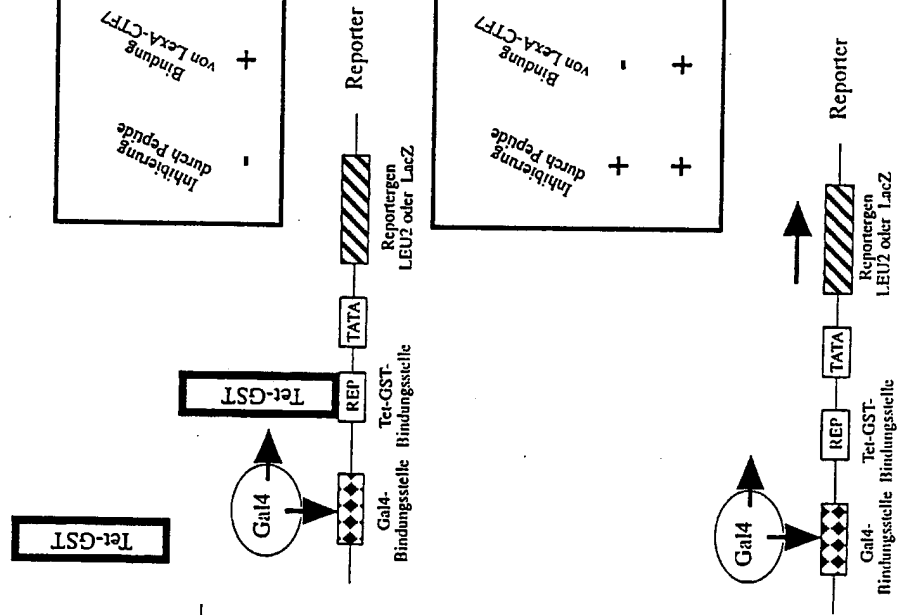 Inhibierung
durch Peptide
Bindung
von LexA-CTF7
-
+
Tet-GST
Tet-GST
Gal4
REP
TATA
Reporter
Gal4-
Bindungsstelle
Tet-GST-
Bindungsstelle
Reportergen
LEU2 oder LacZ
Inhibierung
durch Peptide
Bindung
von LexA-CTF7
+ -
+ +
Gal4
REP
TATA
Reporter
Gal4-
Bindungsstelle
Tet-GST
Bindungsstelle
Reportergen
LEU2 oder LacZ